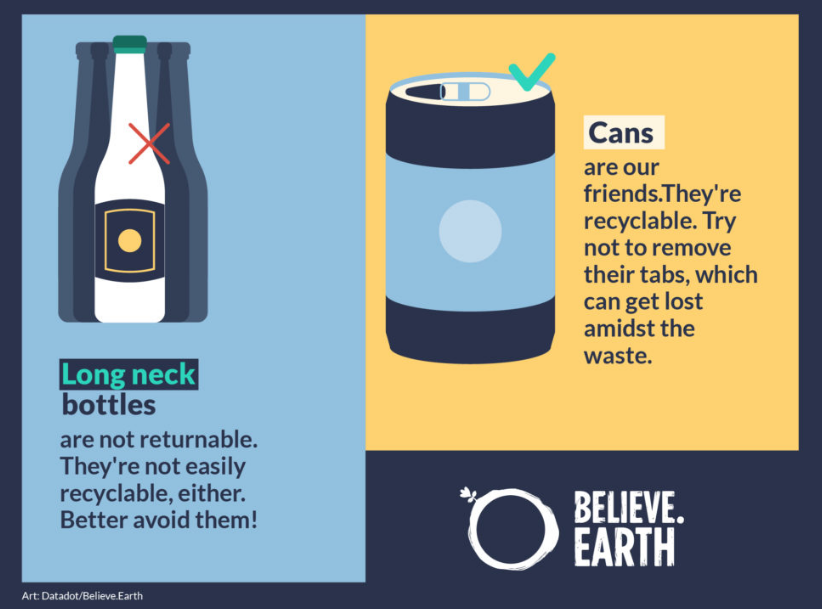 Long neck
bottles
are not returnable.
They're not easily
recyclable, either.
Better avoid them!
Cans
are our
friends.They're
recyclable. Try
not to remove
their tabs, which
can get lost
amidst the
waste.
BELIEVE.
EARTH
Art: Datadot/Believe.Earth